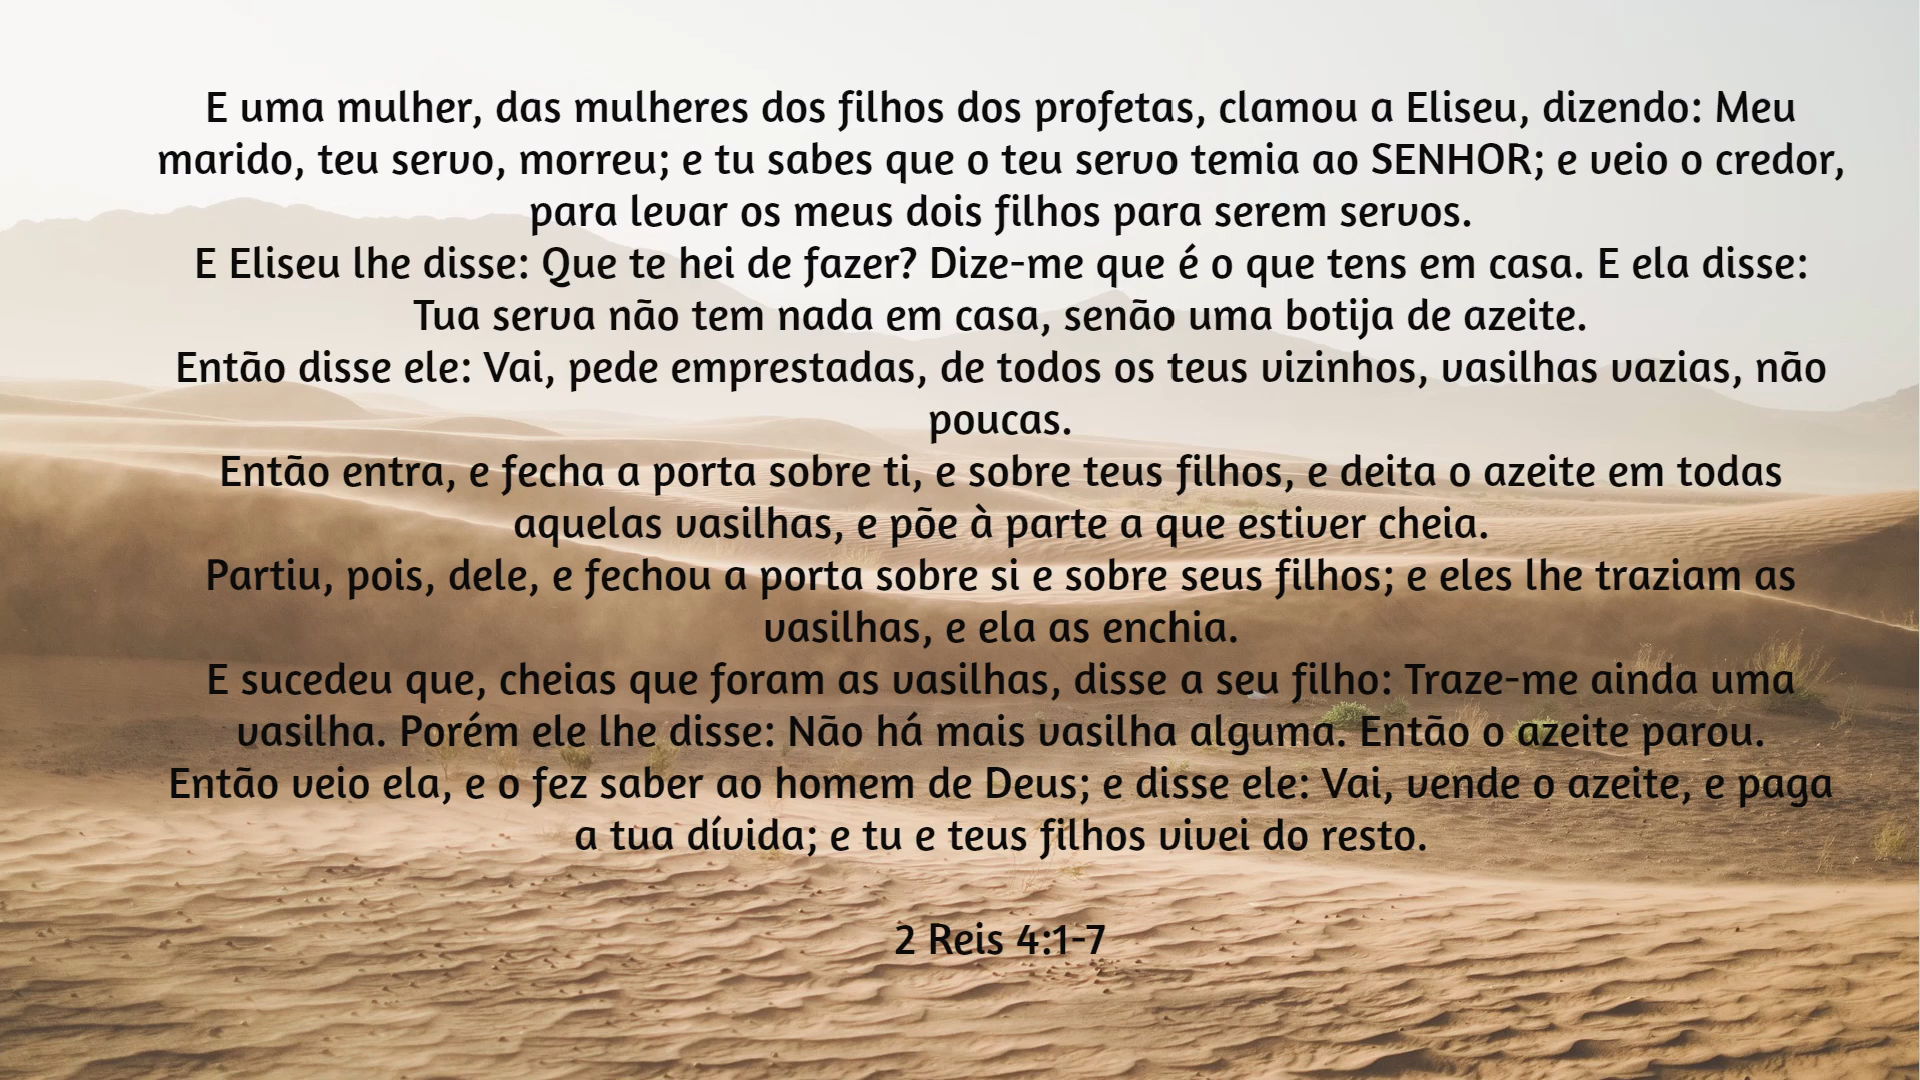 E uma mulher, das mulheres dos filhos dos profetas, clamou a Eliseu, dizendo: Meu
marido, teu servo, morreu; e tu sabes que o teu servo temia ao SENHOR; e veio o credor,
para levar os meus dois filhos para serem servos.
E Eliseu lhe disse: Que te hei de fazer? Dize-me que é o que tens em casa. E ela disse:
Tua serva não tem nada em casa, senão uma botija de azeite.
Então disse ele: Vai, pede emprestadas, de todos os teus vizinhos, vasilhas vazias, não
poucas.
Então entra, e fecha a porta sobre ti, e sobre teus filhos, e deita o azeite em todas
aquelas vasilhas, e põe à parte a que estiver cheia.
Partiu, pois, dele, e fechou a porta sobre si e sobre seus filhos; e eles lhe traziam as
vasilhas, e ela as enchia.
E sucedeu que, cheias que foram as vasilhas, disse a seu filho: Traze-me ainda uma
vasilha. Porém ele lhe disse: Não há mais vasilha alguma. Então o azeite parou.
Então veio ela, e o fez saber ao homem de Deus; e disse ele: Vai, vende o azeite, e paga
a tua dívida; e tu e teus filhos vivei do resto.
2 Reis 4:1-7